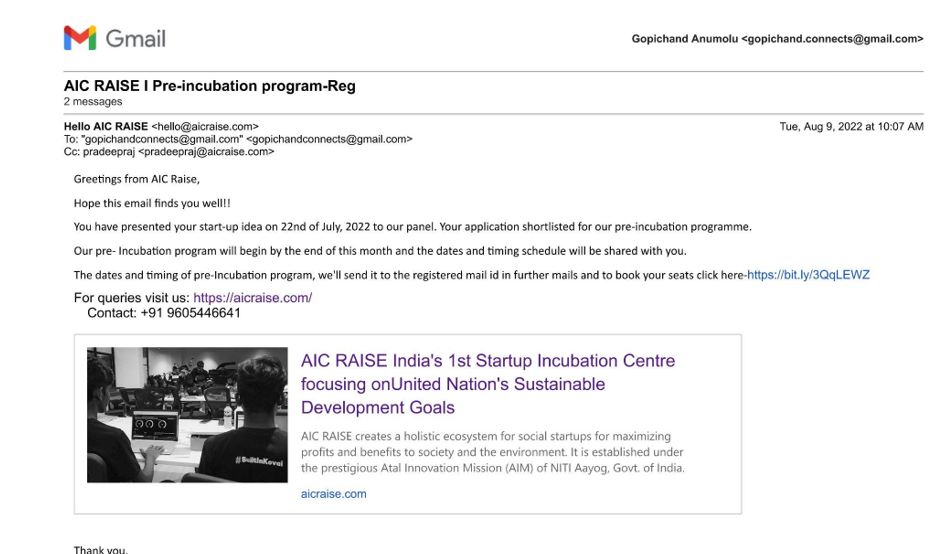 Gmail
Gopichand Anumolu <gopichand.connects@gmail.com>
AIC RAISE I Pre-incubation program-Reg
2 messages
Hello AIC RAISE <hello@aicraise.com>
Tue, Aug 9, 2022 at 10:07 AM
To: "gopichandconnects@gmail.com" <gopichandconnects@gmail.com>
Cc: pradeepraj <pradeepraj@aicraise.com>
Greetings from AIC Raise,
Hope this email finds you well!!
You have presented your start-up idea on 22nd of July, 2022 to our panel. Your application shortlisted for our pre-incubation programme.
Our pre- Incubation program will begin by the end of this month and the dates and timing schedule will be shared with you.
The dates and timing of pre-Incubation program, we'll send it to the registered mail id in further mails and to book your seats click here-https://bit.ly/3QqLEWZ
For queries visit us: https://aicraise.com/
Contact: +91 9605446641
AIC RAISE India's 1st Startup Incubation Centre
focusing onUnited Nation's Sustainable
Development Goals
AIC RAISE creates a holistic ecosystem for social startups for maximizing
profits and benefits to society and the environment. It is established under
the prestigious Atal Innovation Mission (AIM) of NITI Aayog, Govt. of India.
aicraise.com
#BuiltInKovai
Thank you,